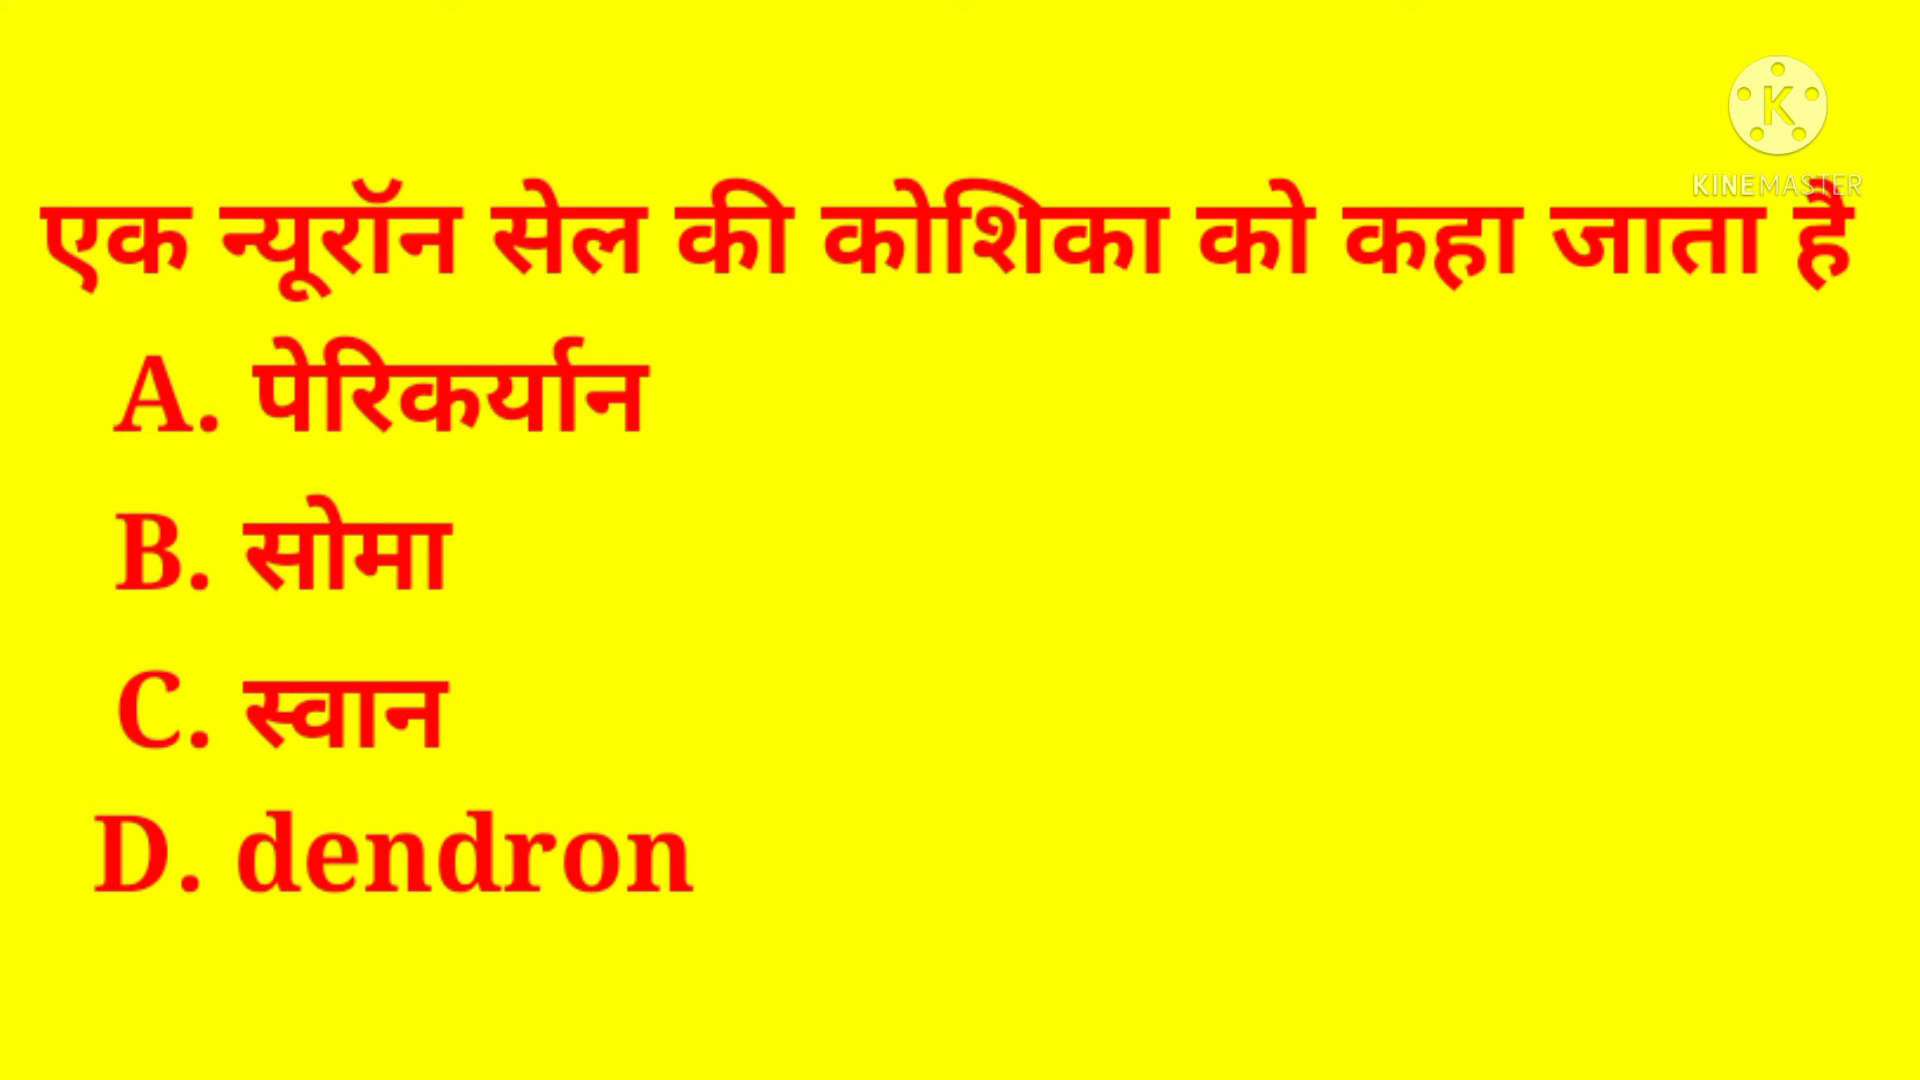 K
KINEMASTER
एक न्यूरॉन सेल की कोशिका को कहा जाता है
A. पेरिकर्यान
B. सोमा
C. स्वान
D. dendron